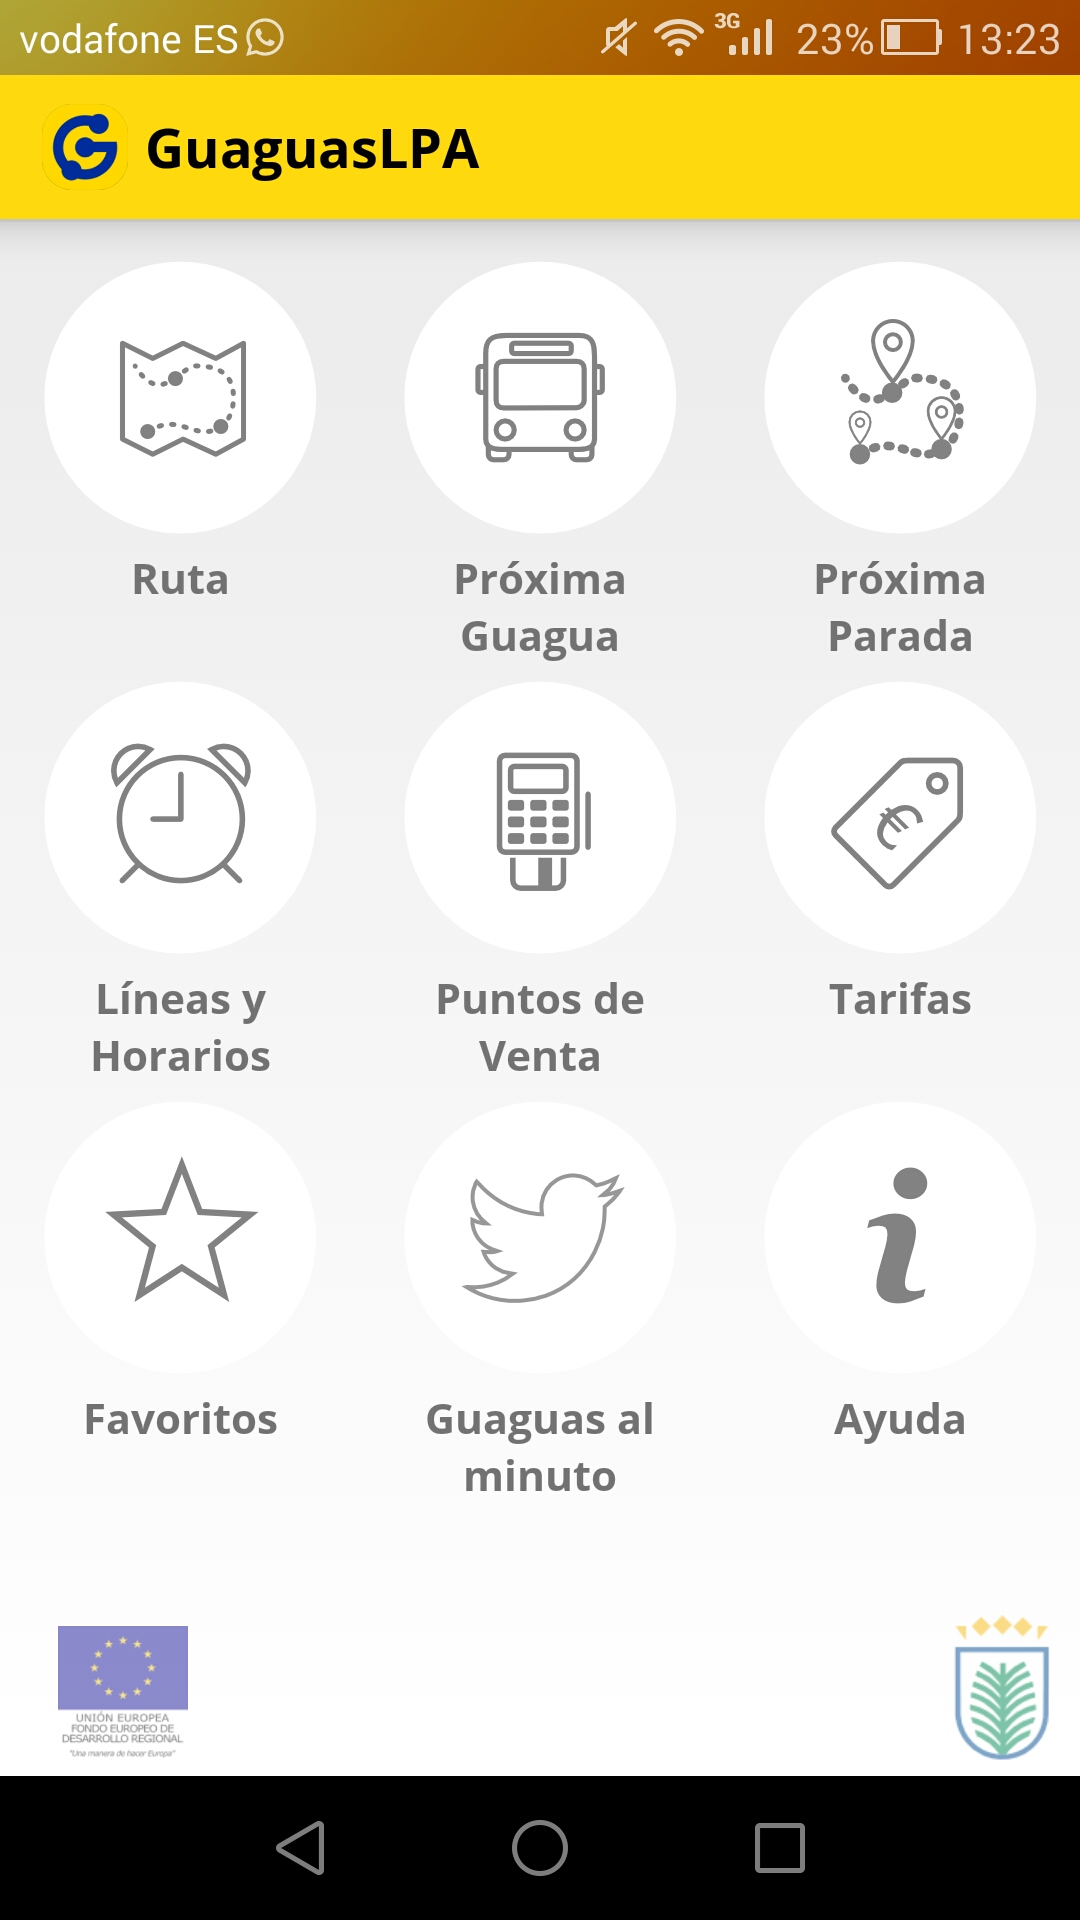 vodafone ES 3G 23% 13:23
GuaguasLPA
Ruta
Próxima
Guagua
Próxima
Parada
Líneas y
Horarios
Puntos de
Venta
€
Tarifas
Favoritos
Guaguas al
minuto
i
Ayuda
UNIÓN EUROPEA
FONDO EUROPEO DE
DESARROLLO REGIONAL
"Una manera de hacer Europa"